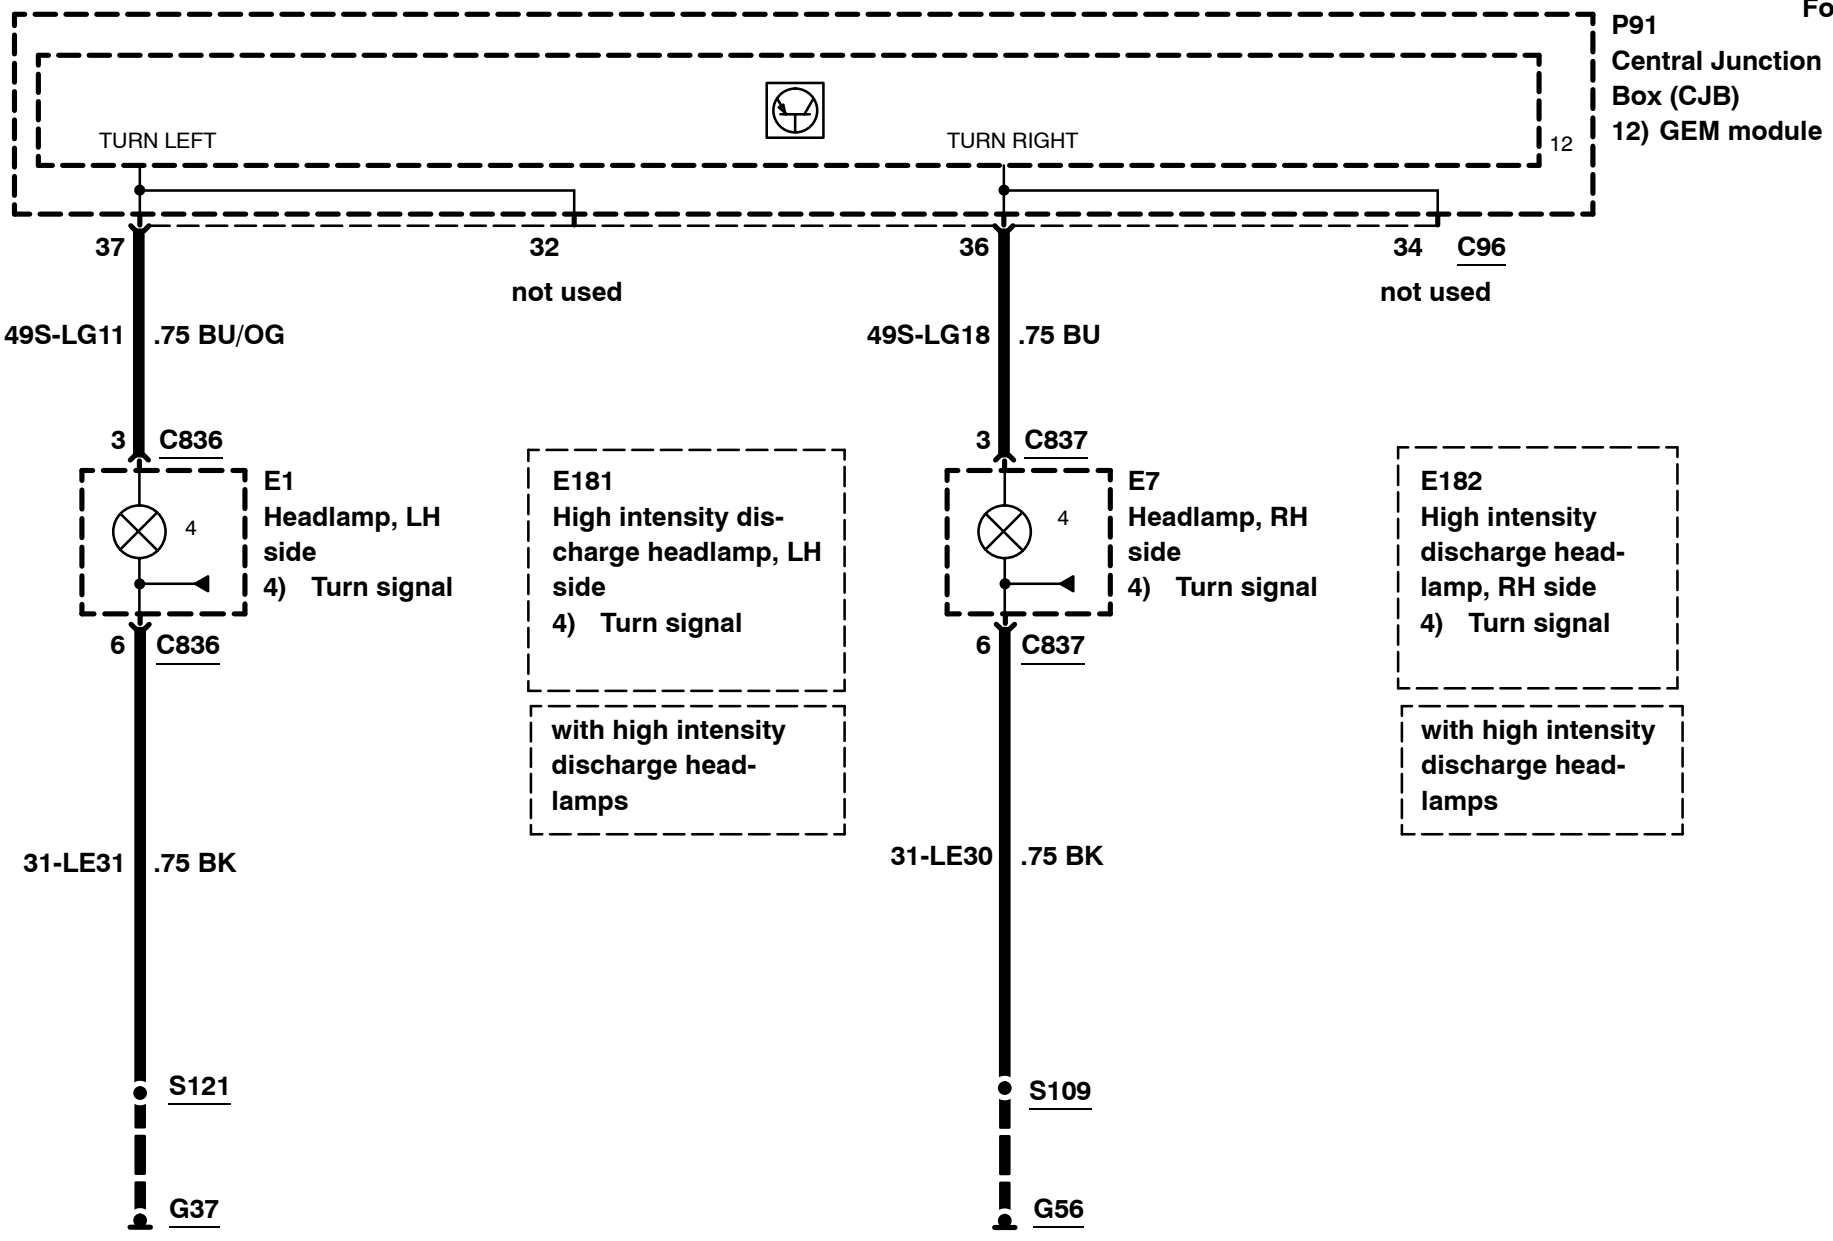 Fo
P91
Central Junction
Box (CJB)
12) GEM module
TURN LEFT
TURN RIGHT
12
37
32
36
34
C96
not used
not used
49S-LG11
.75 BU/OG
49S-LG18
.75 BU
3
C836
3
C837
E1
Headlamp, LH
side
4) Turn signal
4
E181
High intensity dis-
charge headlamp, LH
side
4) Turn signal
E7
Headlamp, RH
side
4) Turn signal
4
E182
High intensity
discharge head-
lamp, RH side
4) Turn signal
6
C836
6
C837
with high intensity
discharge head-
lamps
with high intensity
discharge head-
lamps
31-LE31
.75 BK
31-LE30
.75 BK
S121
S109
G37
G56